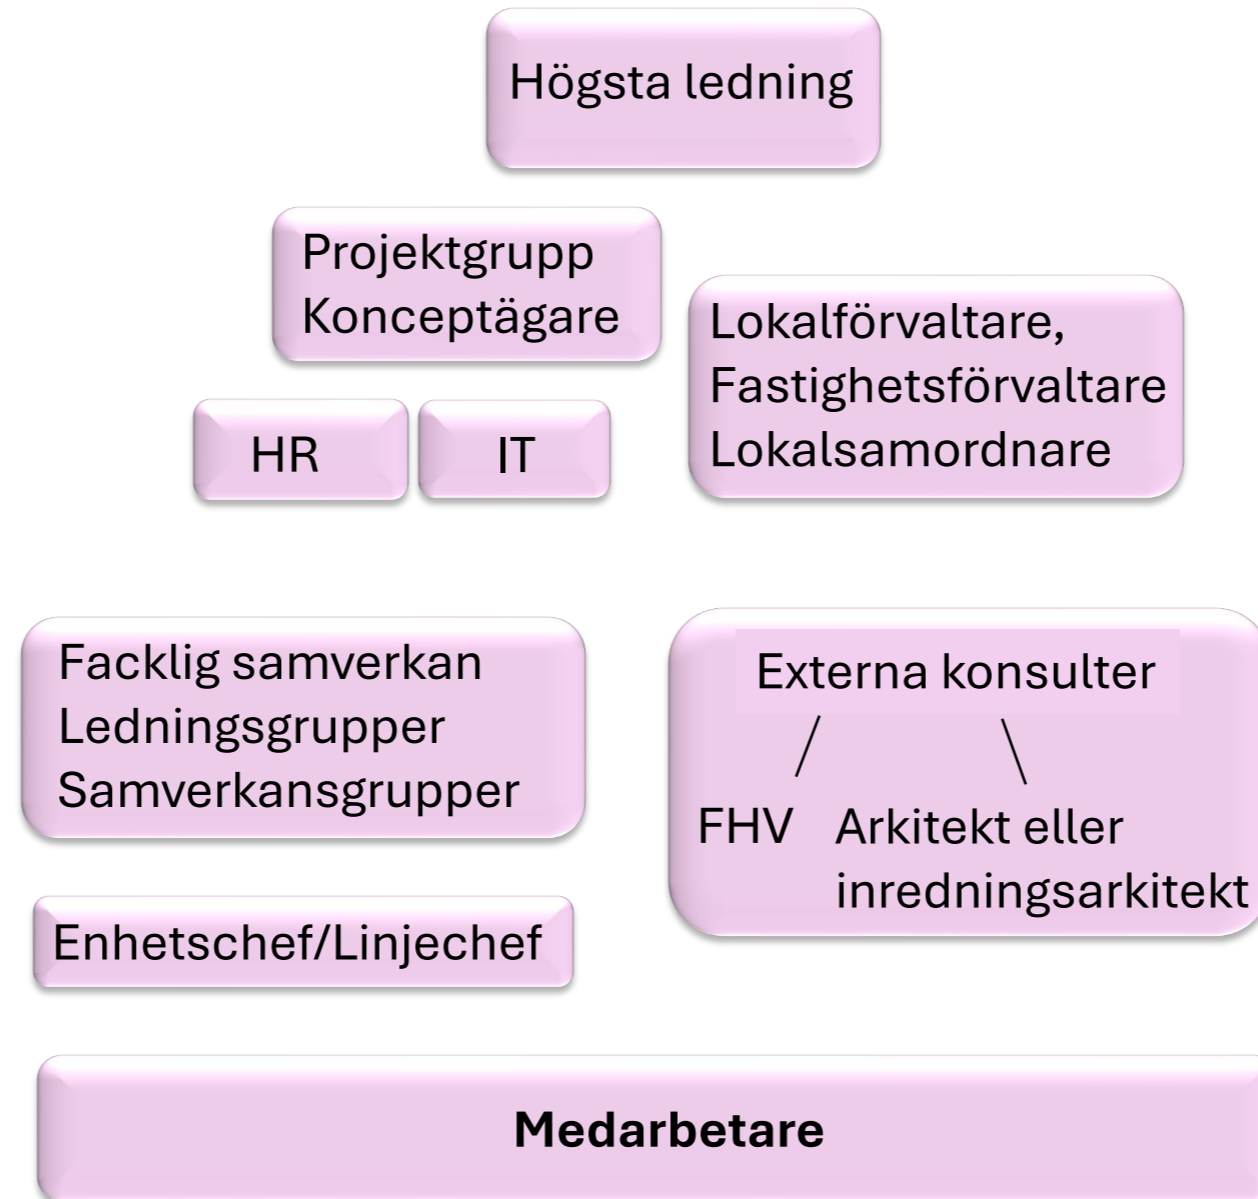 Högsta ledning
Projektgrupp
Konceptägare
Lokalförvaltare,
Fastighetsförvaltare
Lokalsamordnare
HR
IT
Facklig samverkan
Ledningsgrupper
Samverkansgrupper
Externa konsulter
FHV
Arkitekt eller
inredningsarkitekt
Enhetschef/Linjechef
Medarbetare